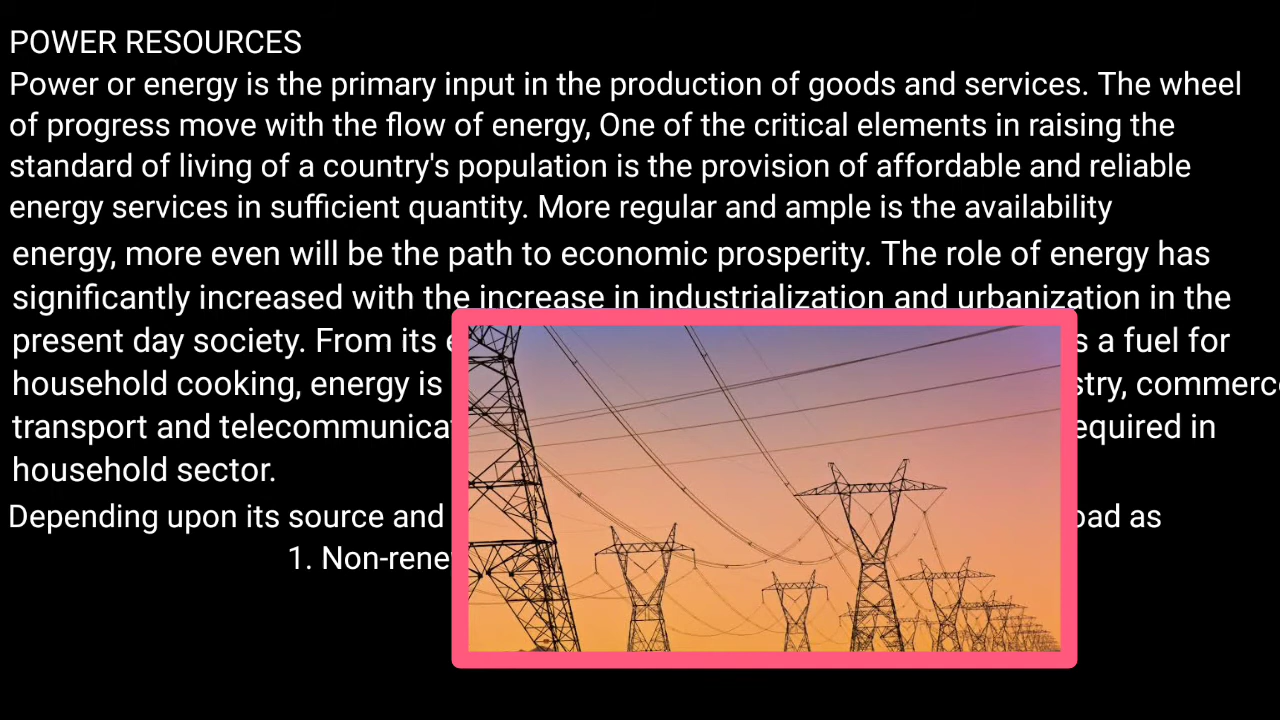 POWER RESOURCES
Power or energy is the primary input in the production of goods and services. The wheel
of progress move with the flow of energy, One of the critical elements in raising the
standard of living of a country's population is the provision of affordable and reliable
energy services in sufficient quantity. More regular and ample is the availability
energy, more even will be the path to economic prosperity. The role of energy has
significantly increased with the increase in industrialization and urbanization in the
present day society. From its a fuel for
household cooking, energy is
transport and telecommunica in
household sector.
Depending upon its source and as
1. Non-rene